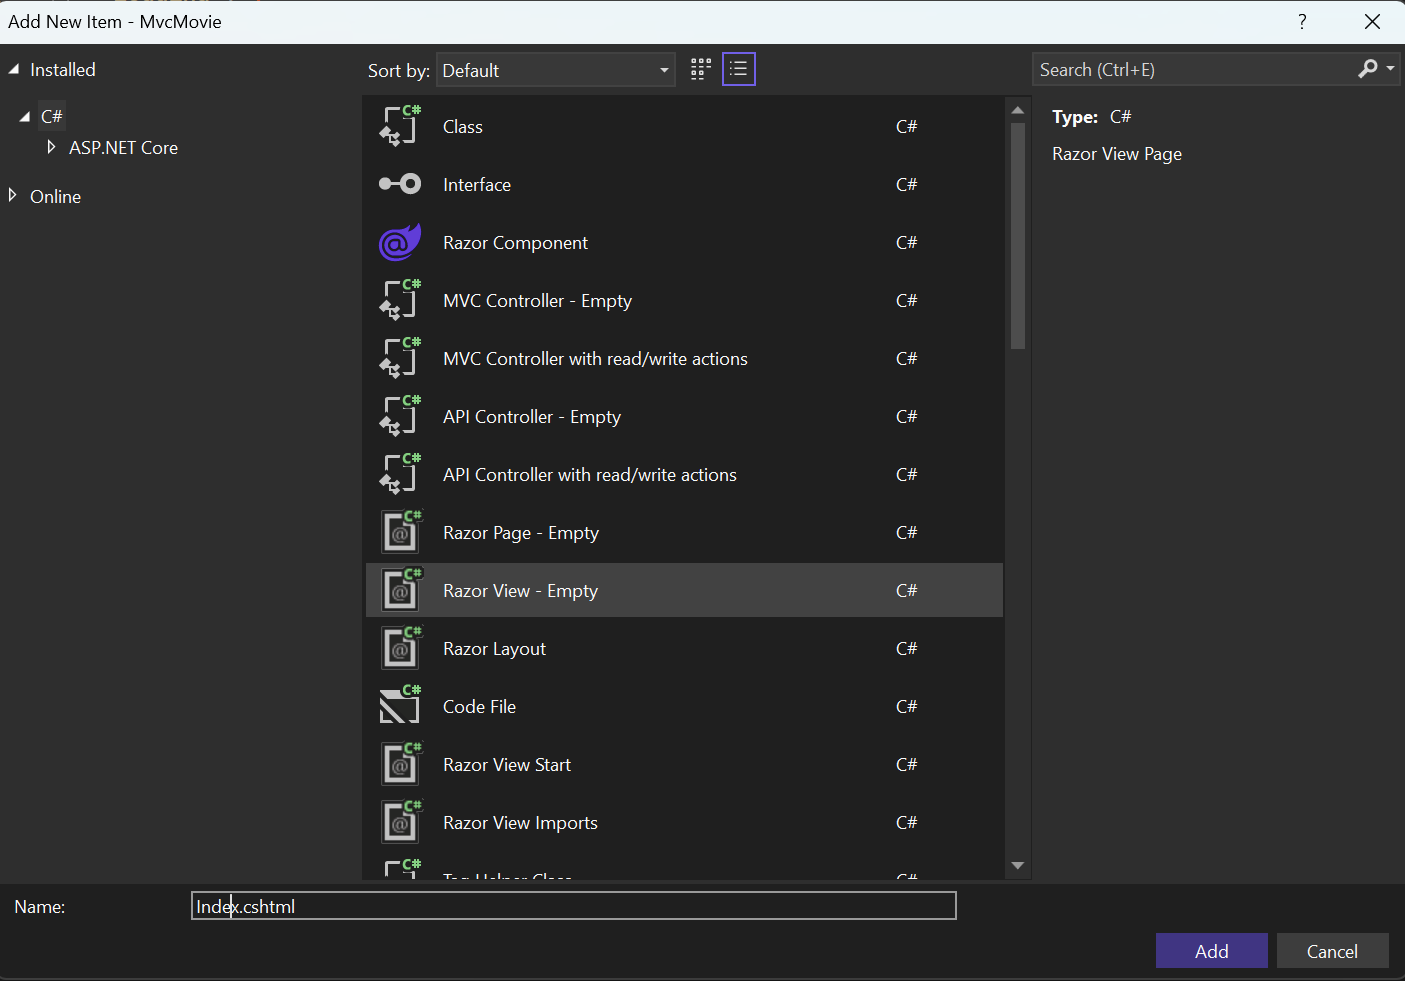 Add New Item - MvcMovie
?
Installed
C#
ASP.NET Core
Online
Sort by: Default
Class C#
Interface C#
Razor Component C#
MVC Controller - Empty C#
MVC Controller with read/write actions C#
API Controller - Empty C#
API Controller with read/write actions C#
Razor Page - Empty C#
Razor View - Empty C#
Razor Layout C#
Code File C#
Razor View Start C#
Razor View Imports C#
Tag Helper Class C#
Search (Ctrl+E)
Type: C#
Razor View Page
Name: Index.cshtml
Add Cancel